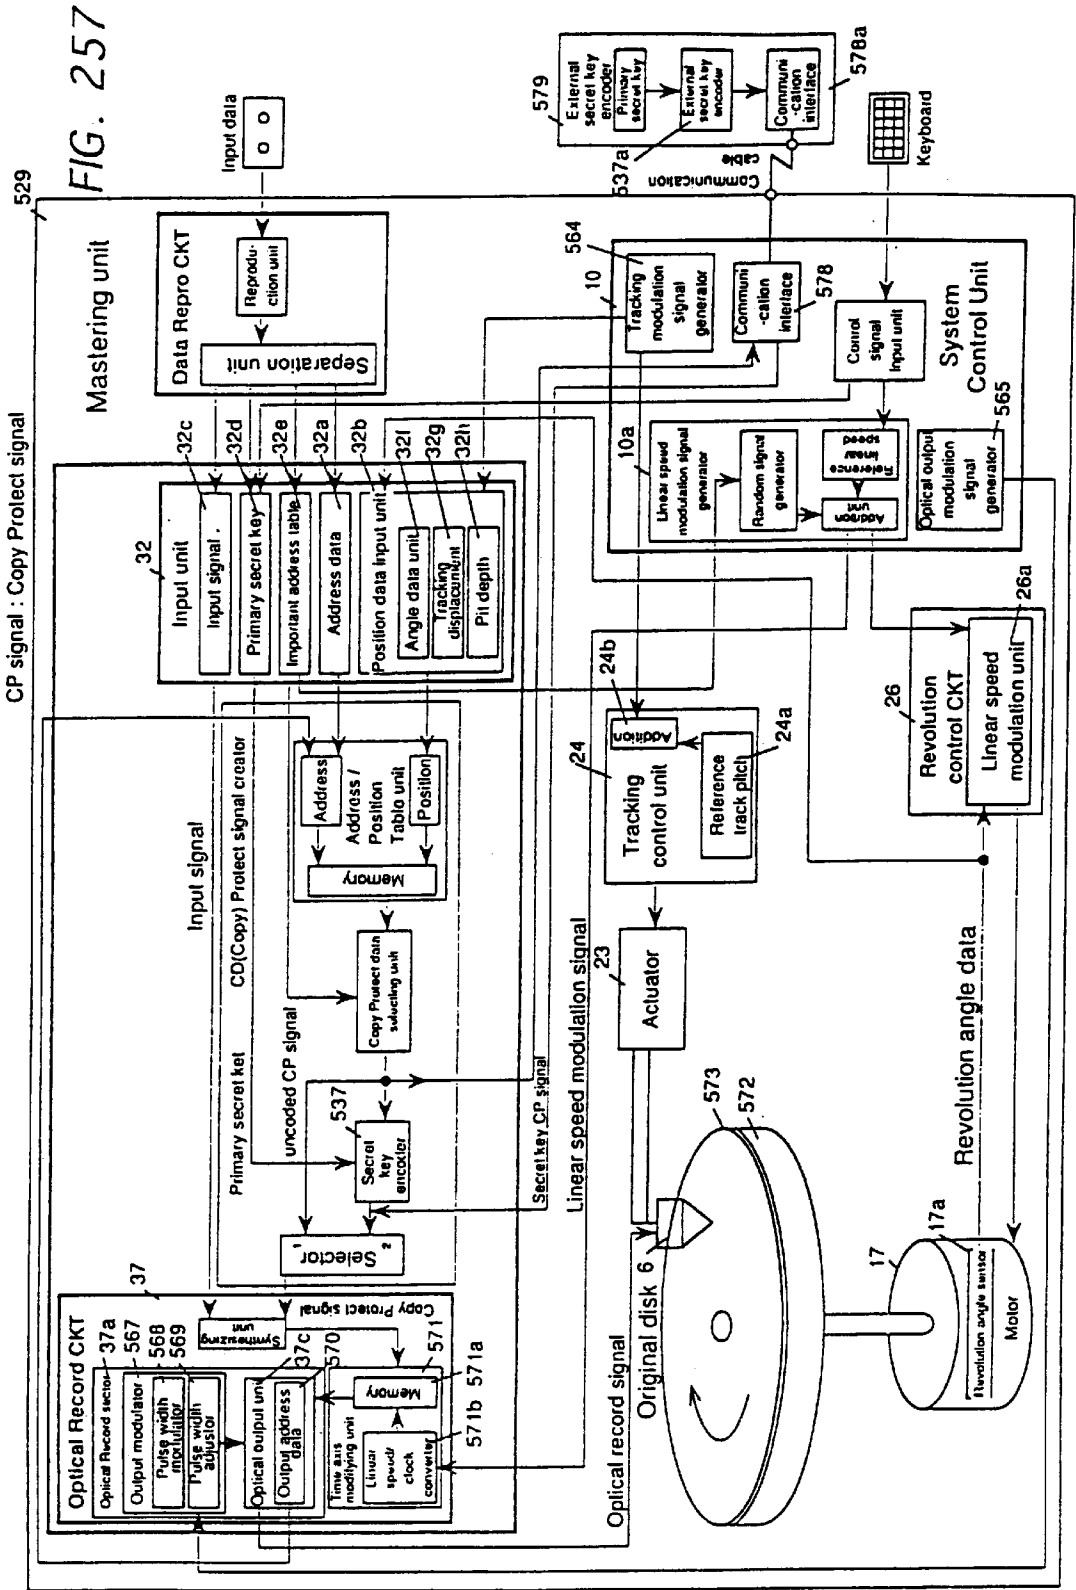 FIG. 257
CP signal : Copy Protect signal
529
Mastering unit
Input data
Data Repro CKT
Reprodu-
ction unit
Separation unit
579
External
secret key
encoder
Primary
secret key
External
secret key
encoder
537a
Communi
-cation
interface
578a
Communication
cable
Keyboard
32
Input unit
Input signal
32c
Primary secret key
32d
Important address table
32e
Address data
32a
Position data input unit
32b
Angle data unit
32f
Tracking
displacement
32g
Pit depth
32h
10
Tracking
modulation
signal
generator
564
Communi
-cation
interlace
578
Control
signal
Input unit
System
Control Unit
10a
Linear speed
modulation signal
generator
Random signal
generator
Reference
linear
speed
Addition
unit
Optical output
modulation
signal
generator
565
Input signal
CD(Copy) Protect signal creator
Address
Address /
Position
Table unit
Position
Memory
Copy Protect data
selecting unit
Primary secret ket
uncoded CP signal
537
Secret
key
encoder
Secret key CP signal
Selector
1
2
24
Tracking
control unit
Addition
24b
Reference
track pitch
24a
Linear speed modulation signal
23
Actuator
26
Revolution
control CKT
Linear speed
modulation unit
26a
Revolution angle data
37
Optical Record CKT
Optical Record sector
37a
Output modulator
567
Pulse width
modulator
568
Pulse width
adjustor
569
Synthesizing
unit
Copy Protect signal
Optical output unit
37c
Output address
data
570
Time axis
modifying unit
571
Memory
571a
Linear
speed/
clock
converter
571b
Optical record signal
Original disk 6
573
572
17
17a
Revolution angle sensor
Motor